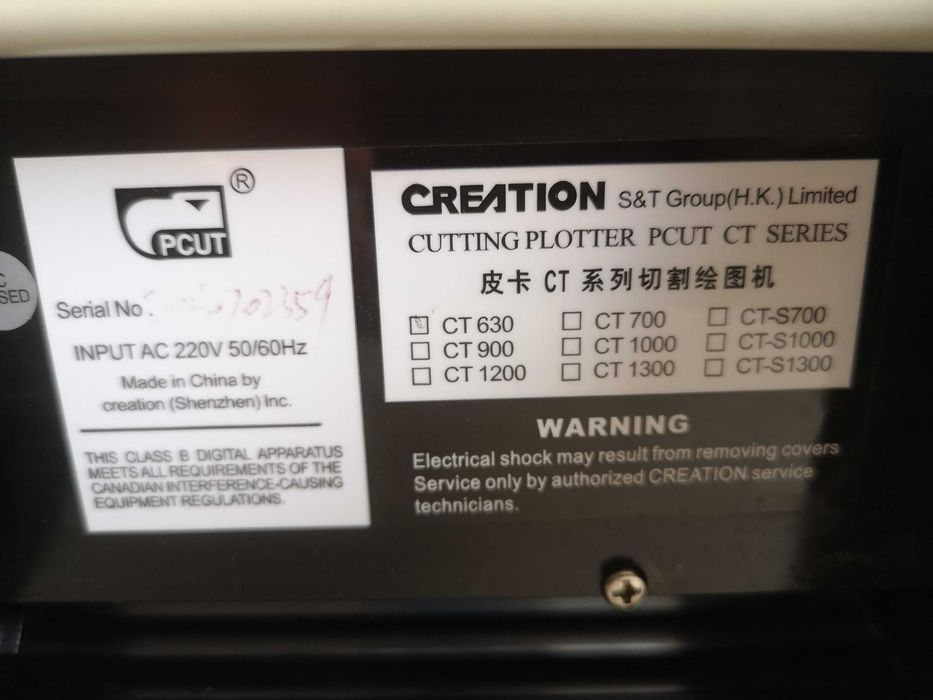 C
SED
®
PCUT
Serial No.
INPUT AC 220V 50/60Hz
Made in China by
creation (Shenzhen) Inc.
THIS CLASS B DIGITAL APPARATUS
MEETS ALL REQUIREMENTS OF THE
CANADIAN INTERFERENCE-CAUSING
EQUIPMENT REGULATIONS.
CREATION S&T Group(H.K.) Limited
CUTTING PLOTTER PCUT CT SERIES
皮卡 CT 系列切割绘图机
CT 630 CT 700 CT-S700
CT 900 CT 1000 CT-S1000
CT 1200 CT 1300 CT-S1300
WARNING
Electrical shock may result from removing covers
Service only by authorized CREATION service
technicians.